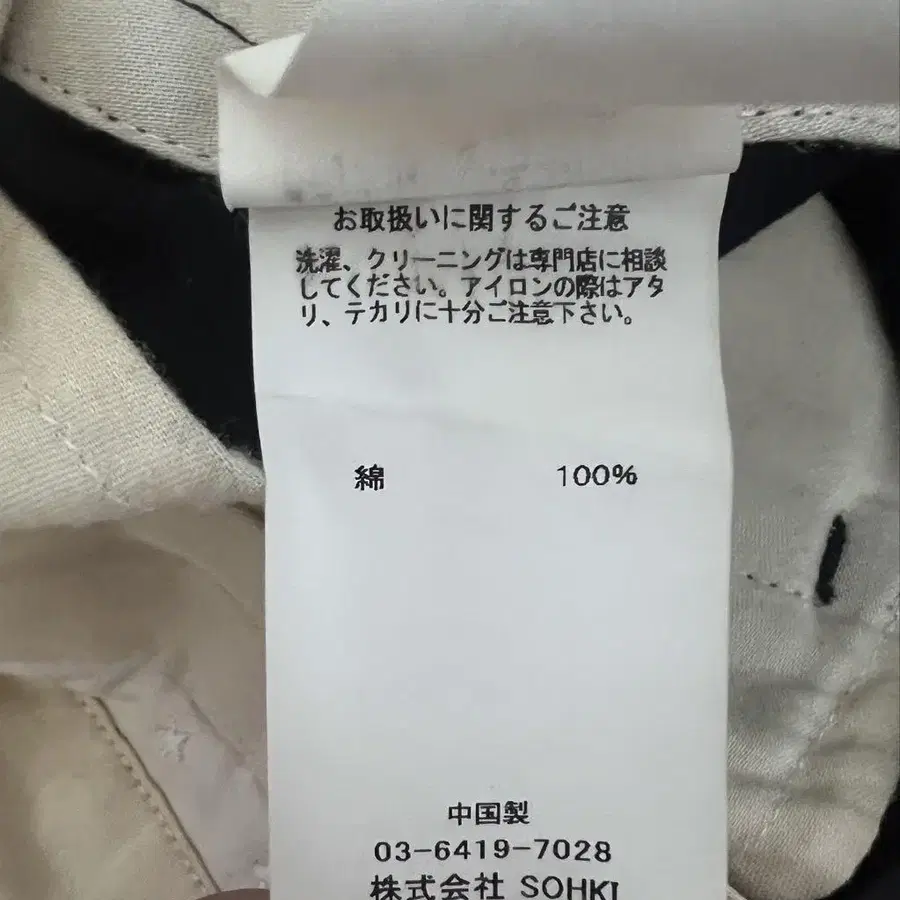 お取扱いに関するご注意
洗濯、クリーニングは専門店に相談
してください。アイロンの際はアタ
リ、テカリに十分ご注意下さい。
綿 100%
中国製
03-6419-7028
株式会社 SOHKI